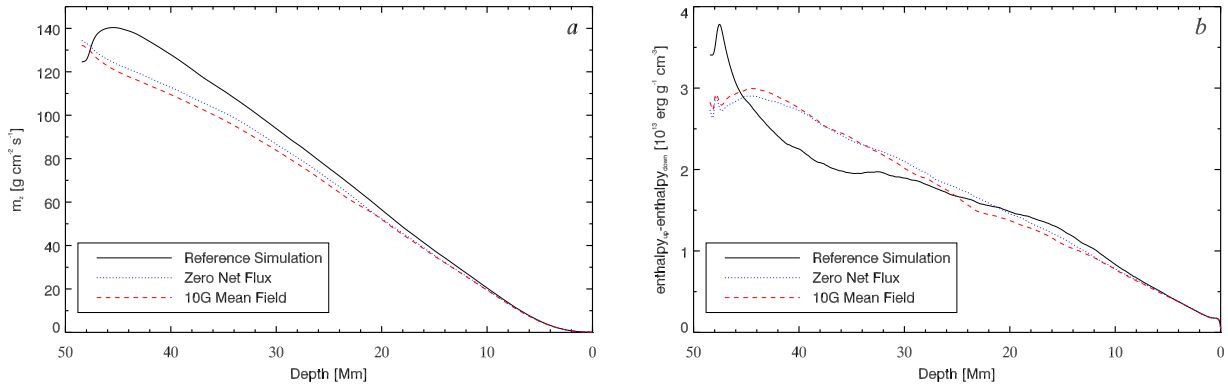 a
140
120
100
80
60
40
20
0
m_z [g cm⁻² s⁻¹]
Reference Simulation
Zero Net Flux
10G Mean Field
50 40 30 20 10 0
Depth [Mm]
b
4
3
2
1
0
enthalpy_up-enthalpy_down [10¹³ erg g⁻¹ cm⁻³]
Reference Simulation
Zero Net Flux
10G Mean Field
50 40 30 20 10 0
Depth [Mm]